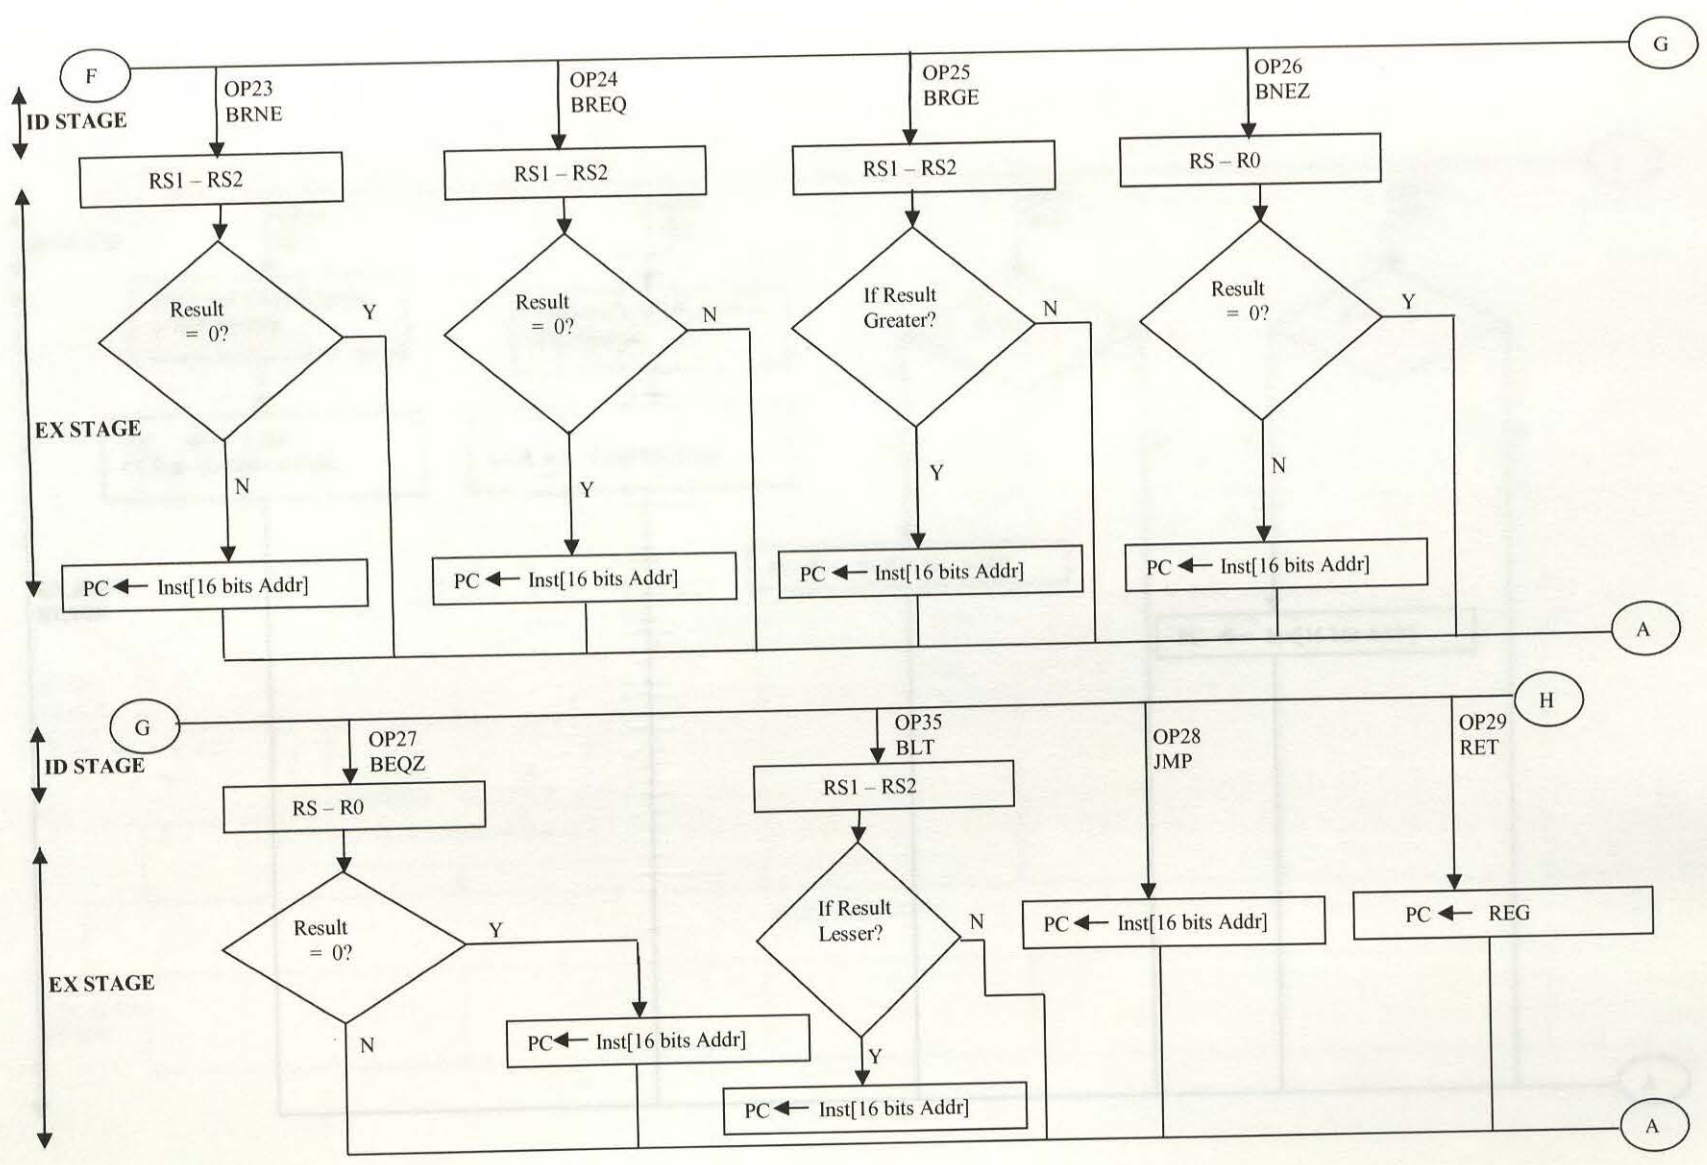 F
G
OP23
BRNE
OP24
BREQ
OP25
BRGE
OP26
BNEZ
ID STAGE
RS1 – RS2
RS1 – RS2
RS1 – RS2
RS – R0
Result
= 0?
Y
Result
= 0?
N
If Result
Greater?
N
Result
= 0?
Y
EX STAGE
N
Y
Y
N
PC ← Inst[16 bits Addr]
PC ← Inst[16 bits Addr]
PC ← Inst[16 bits Addr]
PC ← Inst[16 bits Addr]
A
G
H
OP27
BEQZ
OP35
BLT
OP28
JMP
OP29
RET
ID STAGE
RS – R0
RS1 – RS2
Result
= 0?
Y
If Result
Lesser?
N
PC ← Inst[16 bits Addr]
PC ← REG
EX STAGE
N
PC ← Inst[16 bits Addr]
Y
PC ← Inst[16 bits Addr]
A